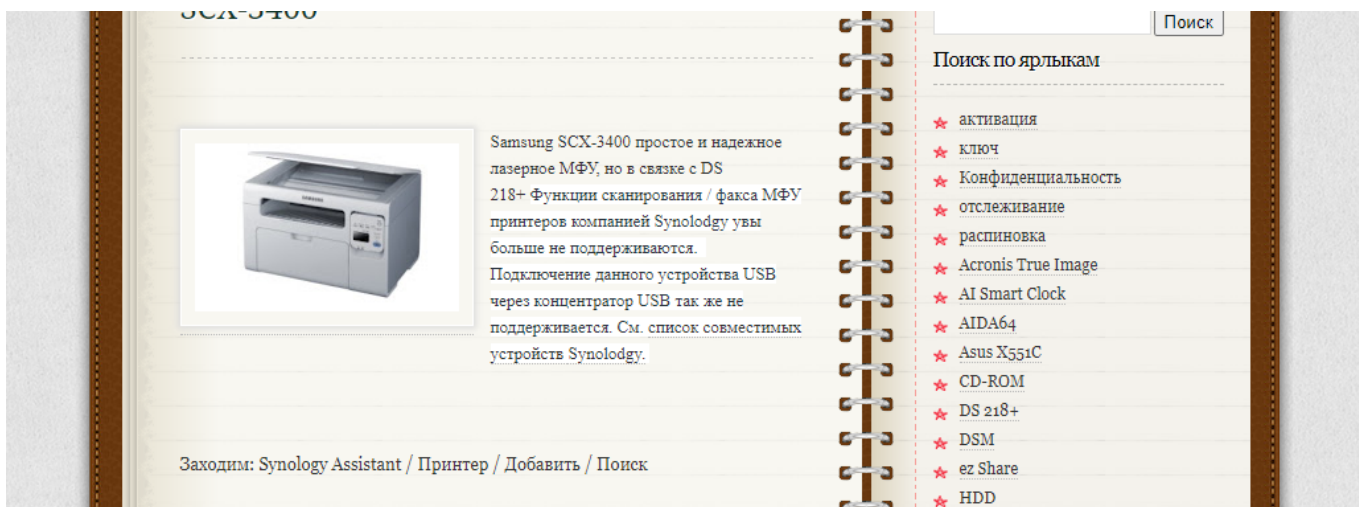 SCX-3400
Samsung SCX-3400 простое и надежное
лазерное МФУ, но в связке с DS
218+ Функции сканирования / факса МФУ
принтеров компанией Synolodgy увы
больше не поддерживаются.
Подключение данного устройства USB
через концентратор USB так же не
поддерживается. См. список совместимых
устройств Synolodgy.
Заходим: Synology Assistant / Принтер / Добавить / Поиск
Поиск
Поиск по ярлыкам
активация
ключ
Конфиденциальность
отслеживание
распиновка
Acronis True Image
AI Smart Clock
AIDA64
Asus X551C
CD-ROM
DS 218+
DSM
ez Share
HDD